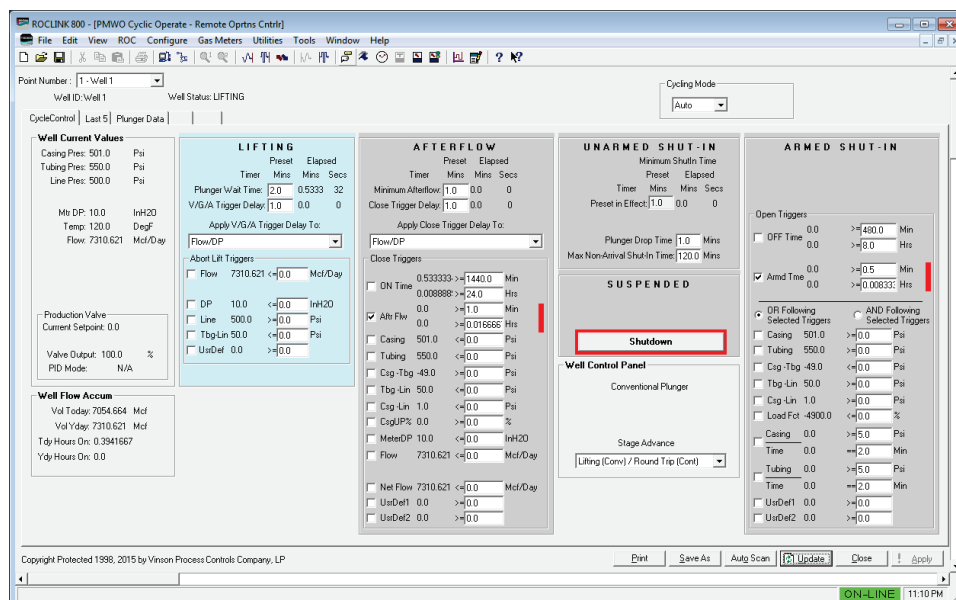 ROCLINK 800 - [PMWO Cyclic Operate - Remote Oprtns Cntrlr]
File Edit View ROC Configure Gas Meters Utilities Tools Window Help
Point Number : 1 - Well 1
Well ID: Well 1 Well Status: LIFTING
Cycling Mode
Auto
CycleControl Last 5 Plunger Data
Well Current Values
Casing Pres: 501.0 Psi
Tubing Pres: 550.0 Psi
Line Pres: 500.0 Psi
Mtr DP: 10.0 InH2O
Temp: 120.0 DegF
Flow: 7310.621 Mcf/Day
Production Valve
Current Setpoint: 0.0
Valve Output: 100.0 %
PID Mode: N/A
Well Flow Accum
Vol Today: 7054.664 Mcf
Vol Yday: 7310.621 Mcf
Tdy Hours On: 0.3941667
Ydy Hours On: 0.0
LIFTING
Preset Elapsed
Timer Mins Mins Secs
Plunger Wait Time: 2.0 0.5333 32
V/G/A Trigger Delay: 1.0 0.0 0
Apply V/G/A Trigger Delay To:
Flow/DP
Abort Lift Triggers
Flow 7310.621 <= 0.0 Mcf/Day
DP 10.0 <= 0.0 InH2O
Line 500.0 >= 0.0 Psi
Tbg-Lin 50.0 <= 0.0 Psi
UsrDef 0.0 >= 0.0
AFTERFLOW
Preset Elapsed
Timer Mins Mins Secs
Minimum Afterflow: 1.0 0.0 0
Close Trigger Delay: 1.0 0.0 0
Apply Close Trigger Delay To:
Flow/DP
Close Triggers
ON Time 0.533333 >= 1440.0 Min
0.008888 >= 24.0 Hrs
Aftr Flw 0.0 >= 1.0 Min
0.0 >= 0.016666 Hrs
Casing 501.0 <= 0.0 Psi
Tubing 550.0 <= 0.0 Psi
Csg -Tbg -49.0 >= 0.0 Psi
Tbg -Lin 50.0 <= 0.0 Psi
Csg -Lin 1.0 <= 0.0 Psi
CsgUP% 0.0 >= 0.0 %
MeterDP 10.0 <= 0.0 InH2O
Flow 7310.621 <= 0.0 Mcf/Day
Net Flow 7310.621 <= 0.0 Mcf/Day
UsrDef1 0.0 >= 0.0
UsrDef2 0.0 >= 0.0
UNARMED SHUT-IN
Minimum ShutIn Time
Preset Elapsed
Timer Mins Mins Secs
Preset in Effect: 1.0 0.0 0
Plunger Drop Time 1.0 Mins
Max Non-Arrival Shut-In Time: 120.0 Mins
SUSPENDED
Shutdown
Well Control Panel
Conventional Plunger
Stage Advance
Lifting (Conv) / Round Trip (Cont)
ARMED SHUT-IN
Open Triggers
OFF Time 0.0 >= 480.0 Min
0.0 >= 8.0 Hrs
Armd Tme 0.0 >= 0.5 Min
0.0 >= 0.008333 Hrs
OR Following Selected Triggers
AND Following Selected Triggers
Casing 501.0 >= 0.0 Psi
Tubing 550.0 >= 0.0 Psi
Csg -Tbg -49.0 <= 0.0 Psi
Tbg -Lin 50.0 >= 0.0 Psi
Csg -Lin 1.0 >= 0.0 Psi
Load Fct -4900.0 <= 0.0 %
Casing 0.0 >= 5.0 Psi
Time 0.0 == 2.0 Min
Tubing 0.0 >= 5.0 Psi
Time 0.0 == 2.0 Min
UsrDef1 0.0 >= 0.0
UsrDef2 0.0 >= 0.0
Copyright Protected 1998, 2015 by Vinson Process Controls Company, LP
Print Save As Auto Scan Update Close ! Apply
ON-LINE 11:10 PM